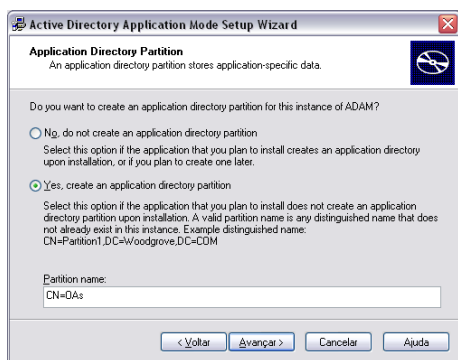 Active Directory Application Mode Setup Wizard
Application Directory Partition
An application directory partition stores application-specific data.
Do you want to create an application directory partition for this instance of ADAM?
No, do not create an application directory partition
Select this option if the application that you plan to install creates an application directory
upon installation, or if you plan to create one later.
Yes, create an application directory partition
Select this option if the application that you plan to install does not create an application
directory partition upon installation. A valid partition name is any distinguished name that does
not already exist in this instance. Example distinguished name:
CN=Partition1,DC=Woodgrove,DC=COM
Partition name:
CN=OAs
< Voltar Avançar > Cancelar Ajuda